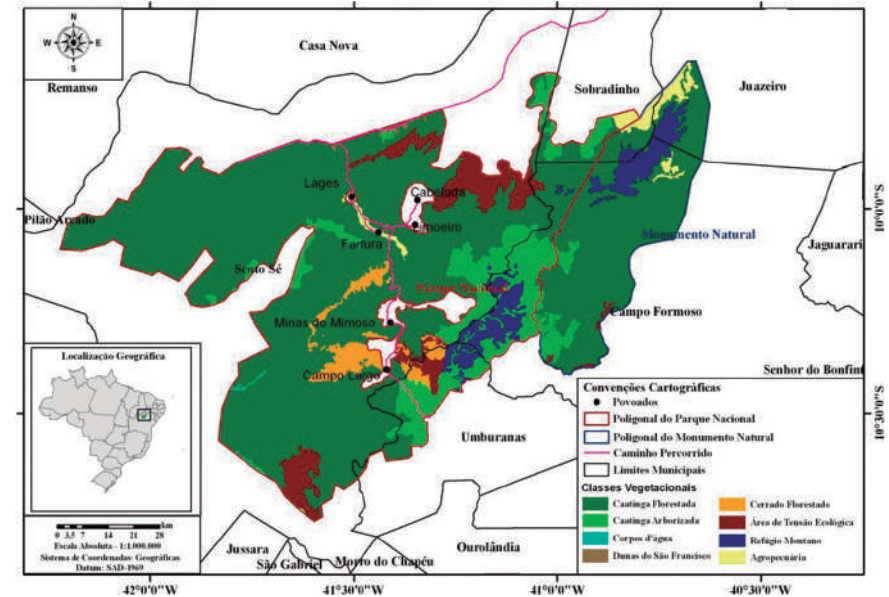 N
W E
S
Casa Nova
Remanso
Sobradinho
Juazeiro
Lages
Cabeluda
Limoeiro
Pilão Arcado
Fartura
Monumento Natural
Jaguarari
Sento Sé
Parque Nacional
Minas do Mimoso
Campo Formoso
Campo Largo
Senhor do Bonfim
Umburanas
Ourolândia
Jussara
São Gabriel
Morro do Chapéu
10°0'0"S
10°30'0"S
42°0'0"W
41°30'0"W
41°0'0"W
40°30'0"W
Localização Geográfica
km
0 3,5 7 14 21 28
Escala Absoluta - 1:1.000.000
Sistema de Coordenadas: Geográficas
Datum: SAD-1969
Convenções Cartográficas
Povoados
Poligonal do Parque Nacional
Poligonal do Monumento Natural
Caminho Percorrido
Limites Municipais
Classes Vegetacionais
Caatinga Florestada
Caatinga Arborizada
Corpos d'água
Dunas do São Francisco
Cerrado Florestado
Área de Tensão Ecológica
Refúgio Montano
Agropecuária